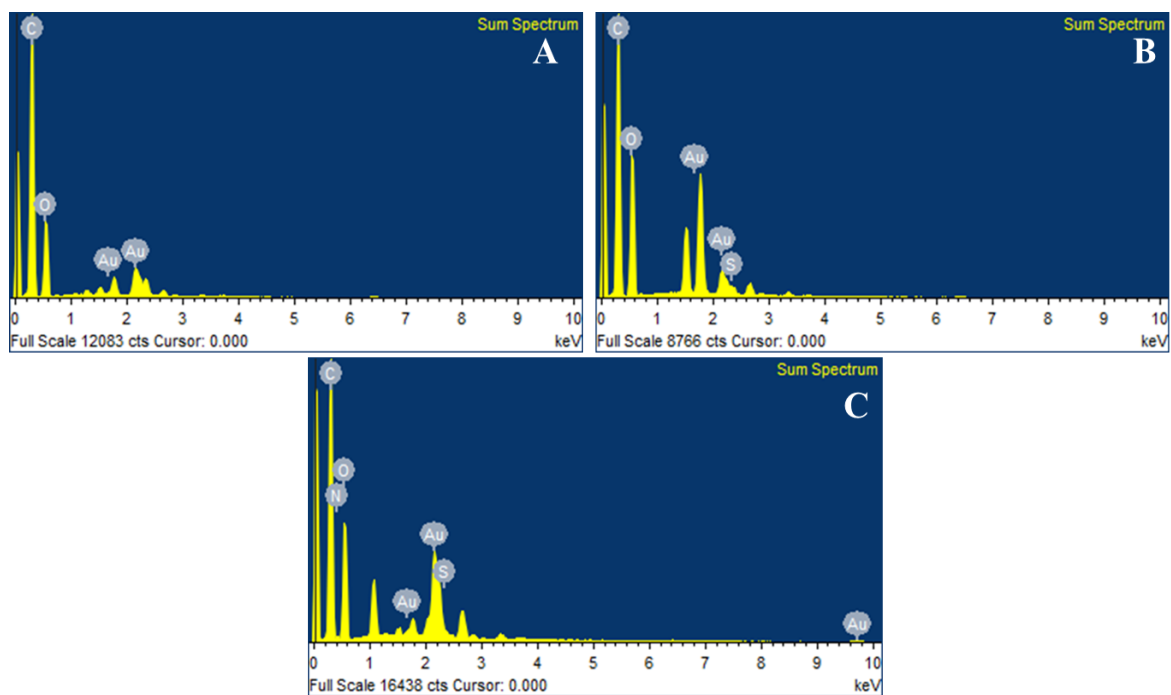 Sum Spectrum
A
C
O
Au
Au
0 1 2 3 4 5 6 7 8 9 10
Full Scale 12083 cts Cursor: 0.000 keV
Sum Spectrum
B
C
O
Au
Au
S
0 1 2 3 4 5 6 7 8 9 10
Full Scale 8766 cts Cursor: 0.000 keV
Sum Spectrum
C
C
O
N
Au
S
Au
Au
0 1 2 3 4 5 6 7 8 9 10
Full Scale 16438 cts Cursor: 0.000 keV